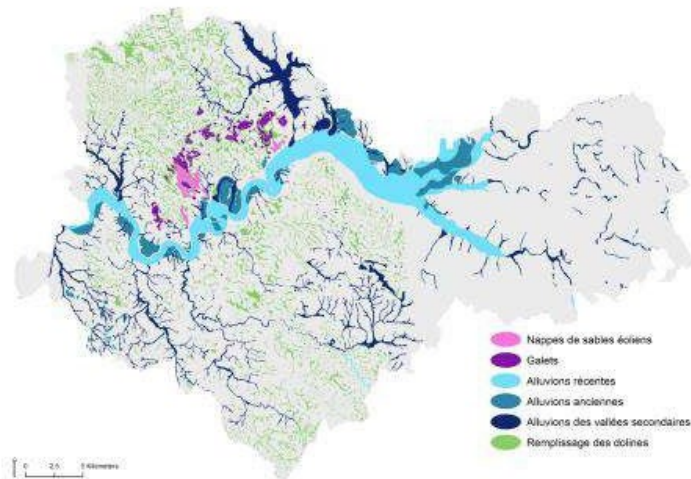 Nappes de sables éoliens
Galets
Alluvions récentes
Alluvions anciennes
Alluvions des vallées secondaires
Remplissage des dolines
0 2,5 5 Kilometers